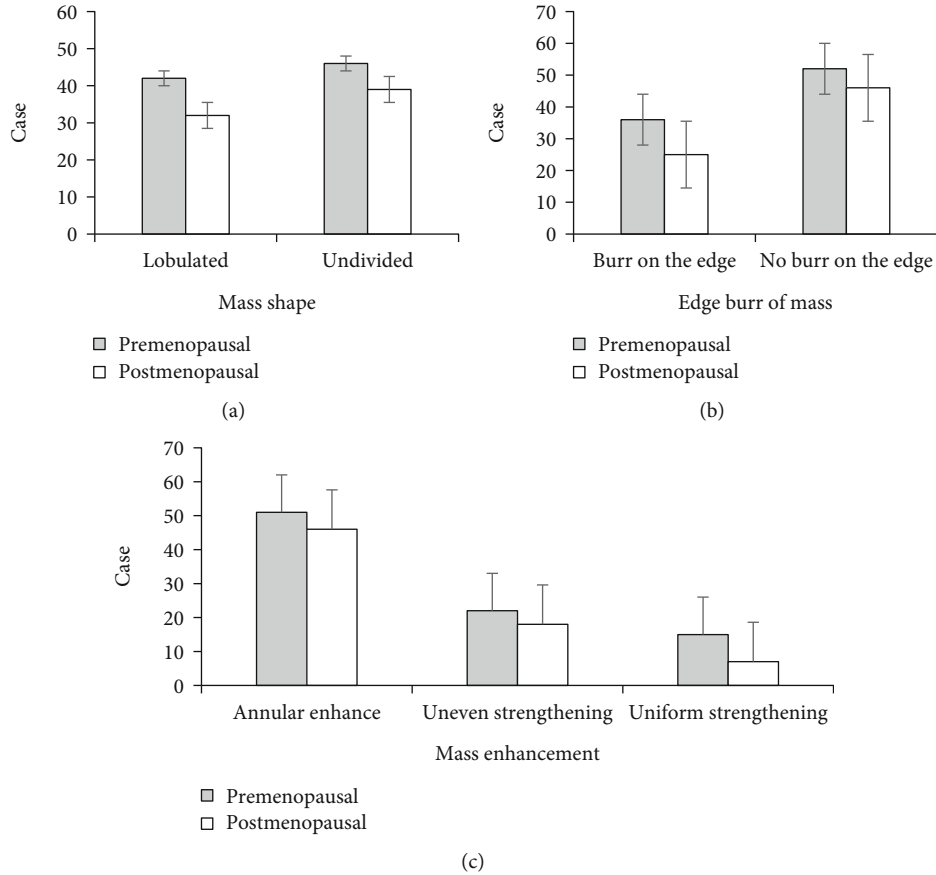 60
50
40
30
20
10
0
Case
Lobulated Undivided
Mass shape
Premenopausal
Postmenopausal
(a)
70
60
50
40
30
20
10
0
Case
Burr on the edge No burr on the edge
Edge burr of mass
Premenopausal
Postmenopausal
(b)
70
60
50
40
30
20
10
0
Case
Annular enhance Uneven strengthening Uniform strengthening
Mass enhancement
Premenopausal
Postmenopausal
(c)